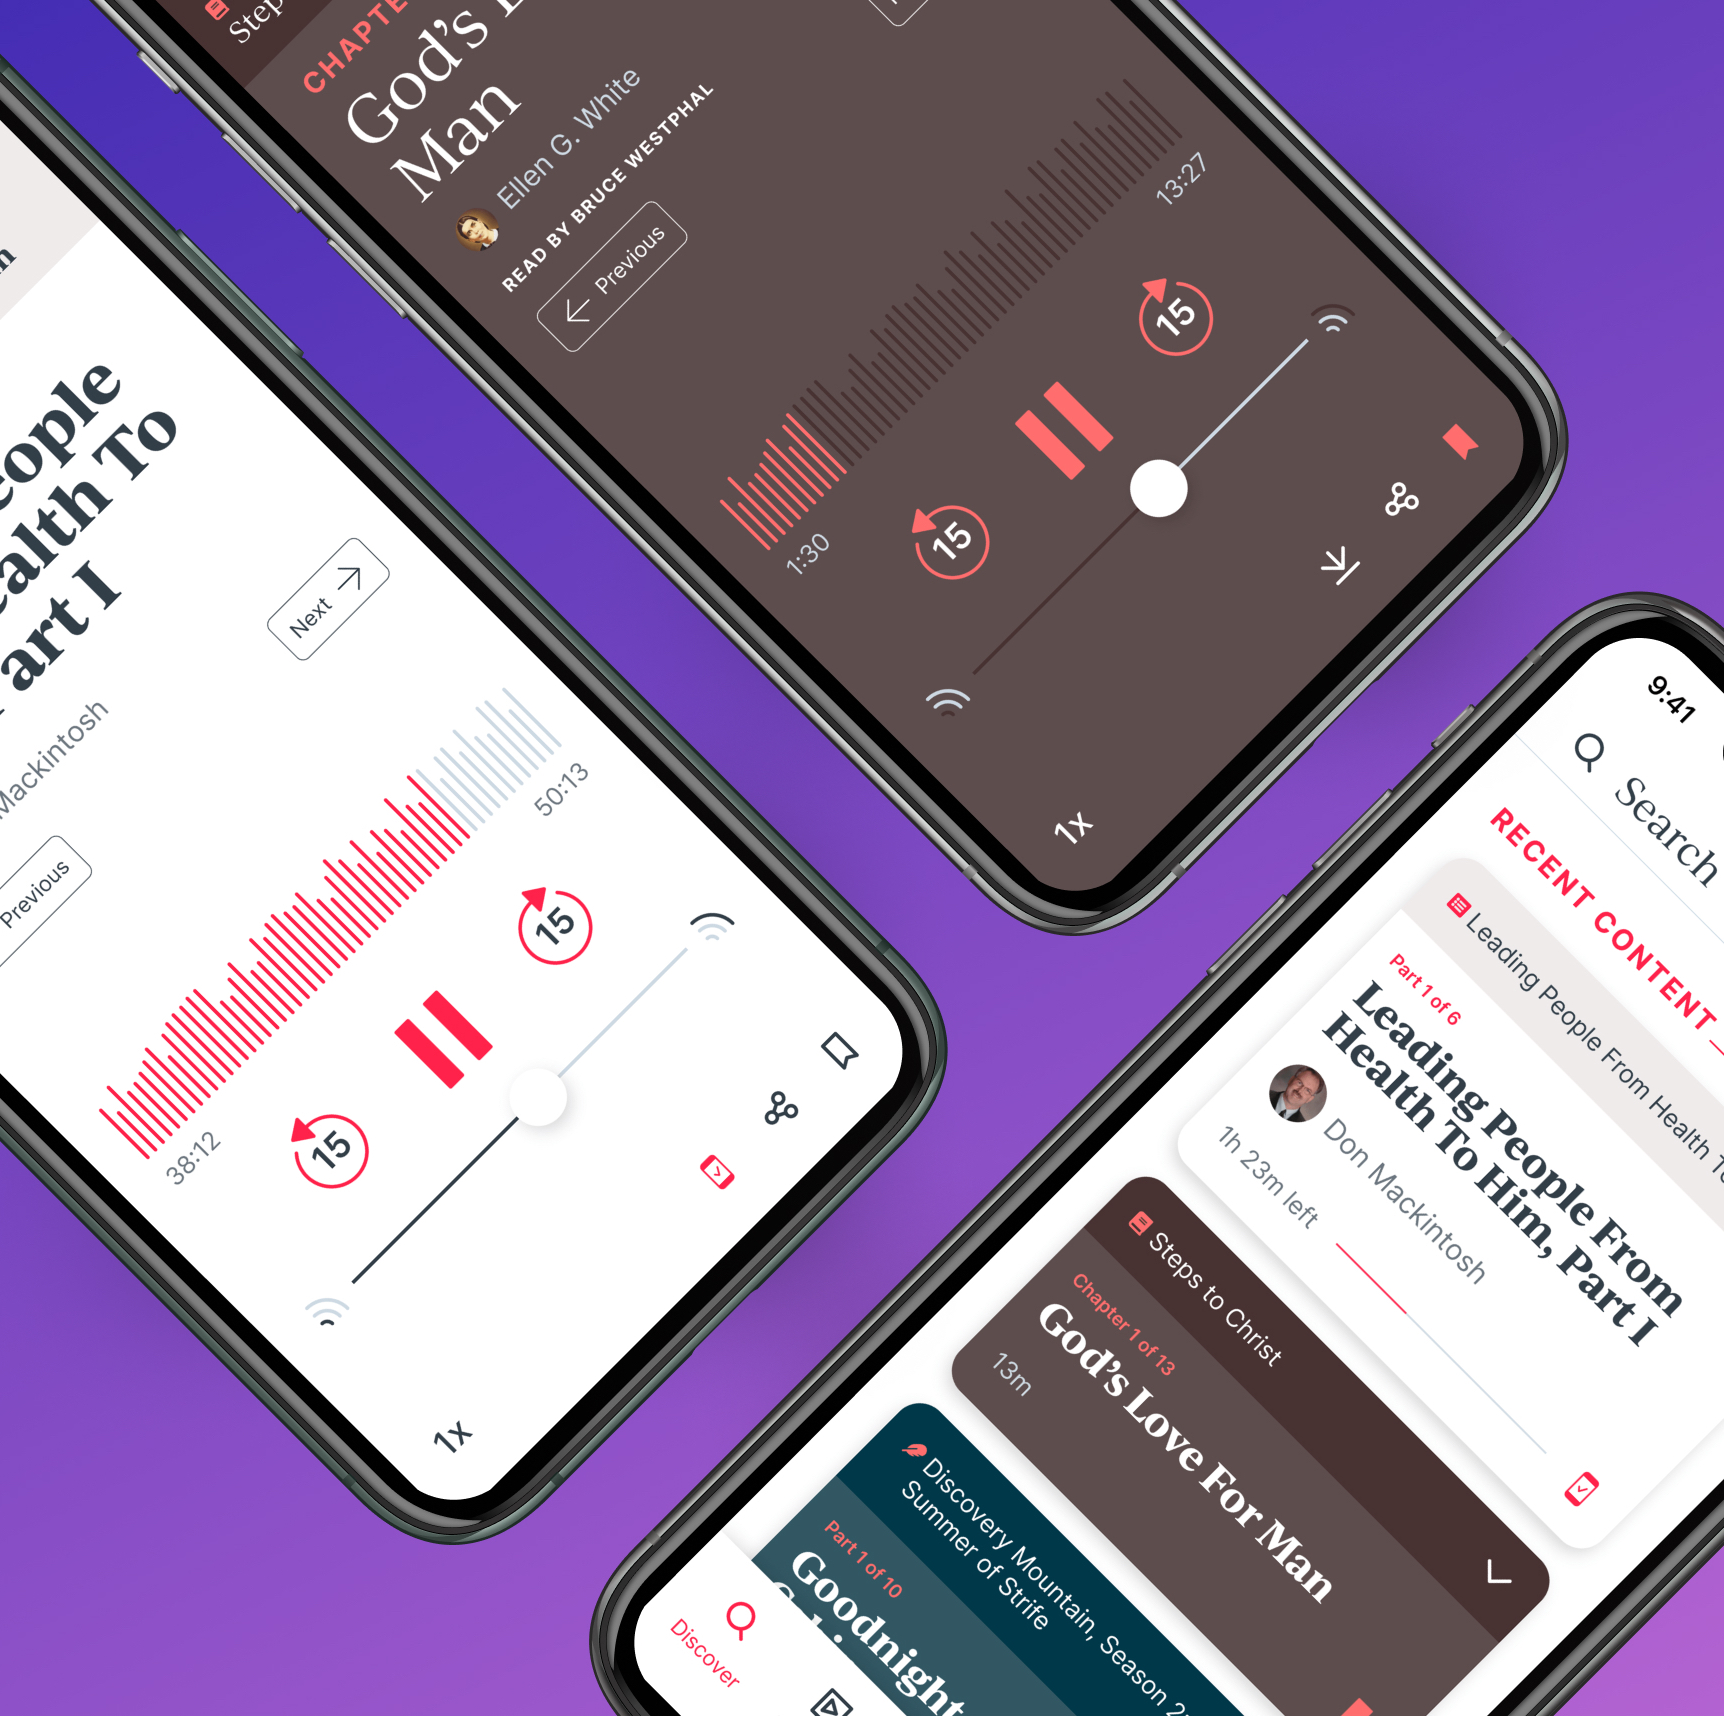 CHAPTE
God's
Man
Ellen G. White
READ BY BRUCE WESTPHAL
Previous
1:30
13:27
15
15
1x
eople
ealth To
art I
Mackintosh
Next
Previous
38:12
50:13
15
15
1x
9:41
Search
RECENT CONTENT
Leading People From Health To
Part 1 of 6
Leading People From
Health To Him, Part I
Don Mackintosh
1h 23m left
Steps to Christ
Chapter 1 of 13
God's Love For Man
13m
Discovery Mountain, Season 2
Summer of Strife
Part 1 of 10
Goodnight
Discover